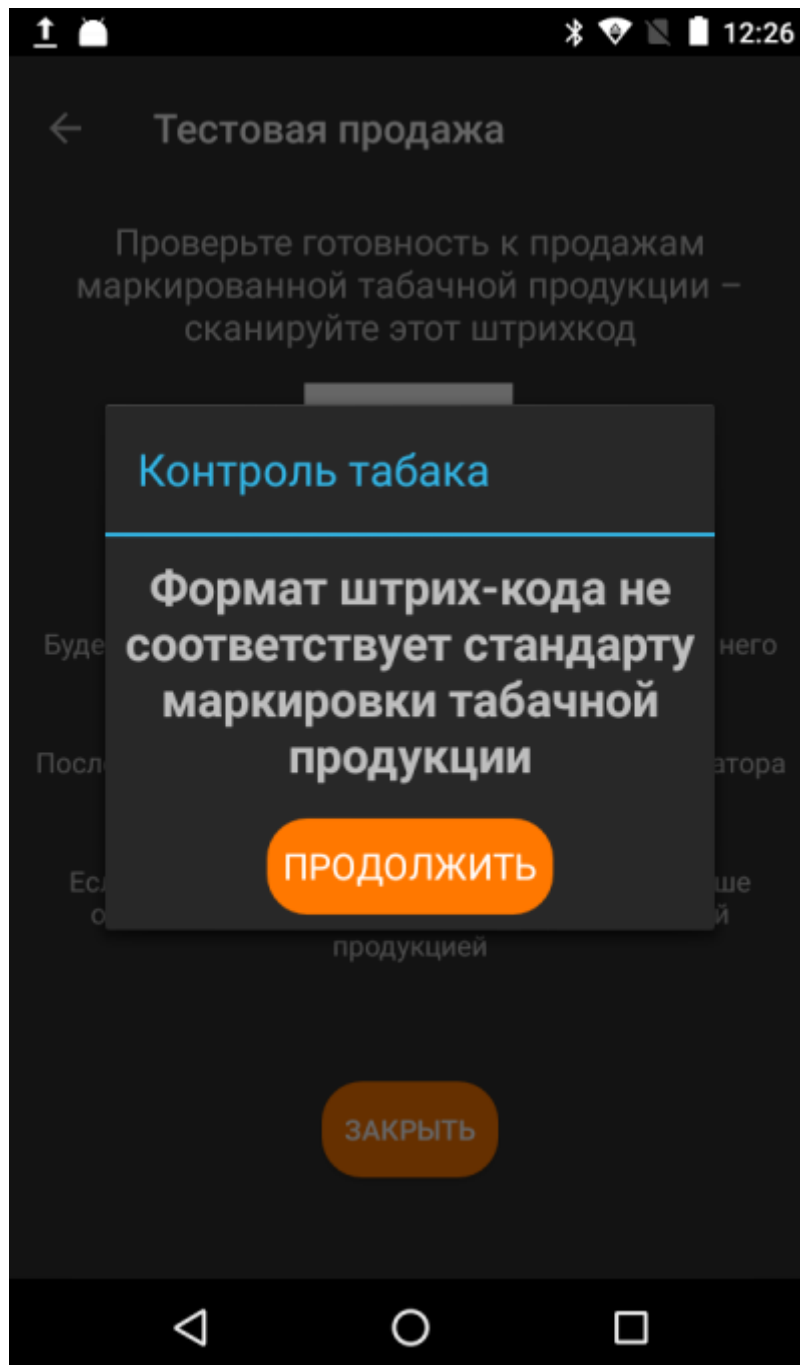 12:26
Тестовая продажа
Проверьте готовность к продажам
маркированной табачной продукции –
сканируйте этот штрихкод
Контроль табака
Формат штрих-кода не
соответствует стандарту
маркировки табачной
продукции
него
ПРОДОЛЖИТЬ
продукцией
ЗАКРЫТЬ